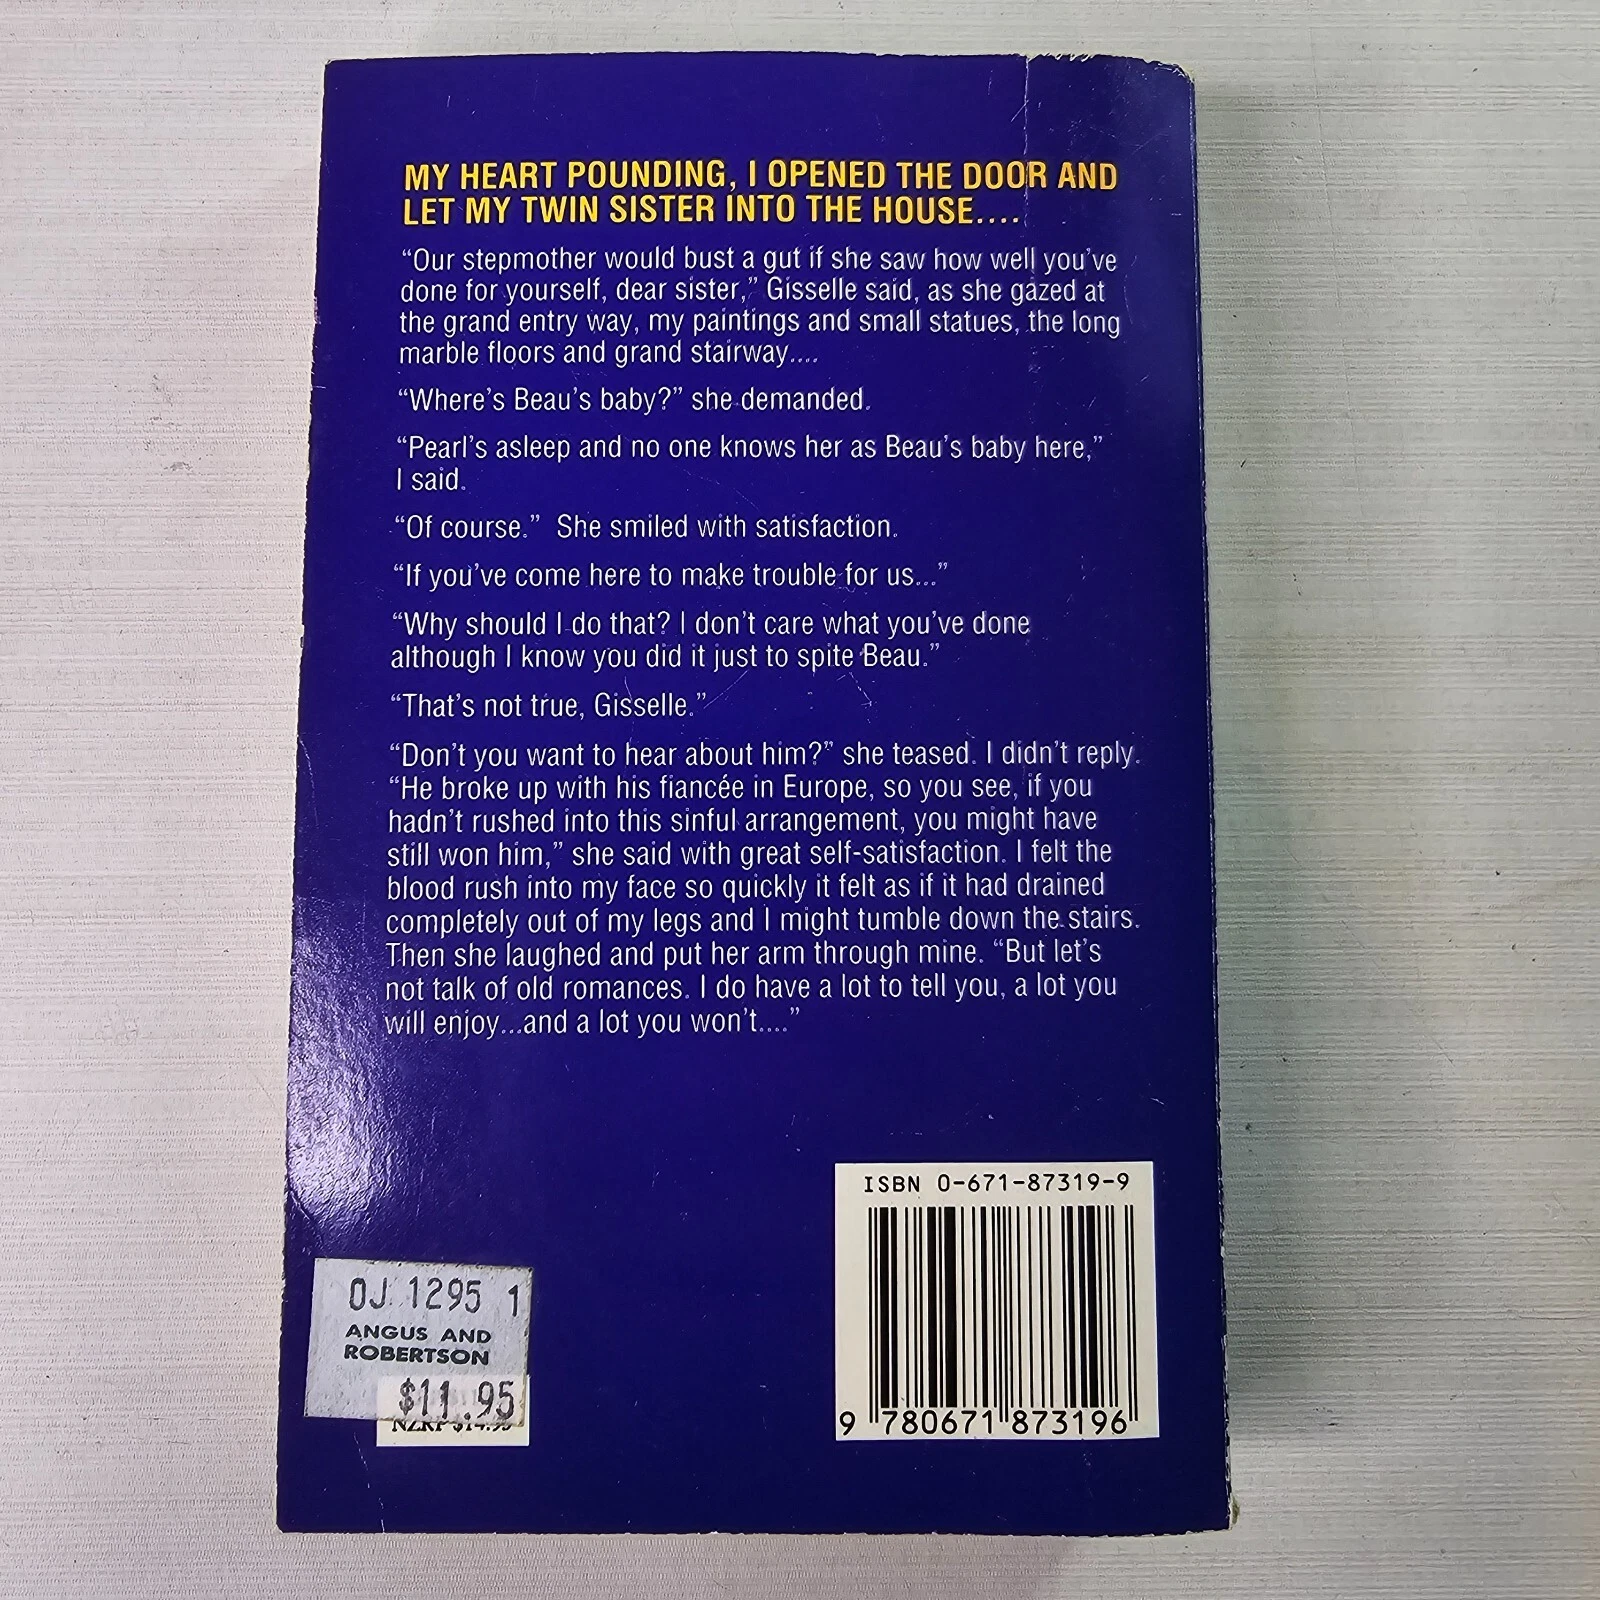 MY HEART POUNDING, I OPENED THE DOOR AND
LET MY TWIN SISTER INTO THE HOUSE....
“Our stepmother would bust a gut if she saw how well you’ve
done for yourself, dear sister,” Gisselle said, as she gazed at
the grand entry way, my paintings and small statues, the long
marble floors and grand stairway....
“Where’s Beau’s baby?” she demanded.
“Pearl’s asleep and no one knows her as Beau’s baby here,”
I said.
“Of course.” She smiled with satisfaction.
“If you’ve come here to make trouble for us...”
“Why should I do that? I don’t care what you’ve done
although I know you did it just to spite Beau.”
“That’s not true, Gisselle.”
“Don’t you want to hear about him?” she teased. I didn’t reply.
“He broke up with his fiancée in Europe, so you see, if you
hadn’t rushed into this sinful arrangement, you might have
still won him,” she said with great self-satisfaction. I felt the
blood rush into my face so quickly it felt as if it had drained
completely out of my legs and I might tumble down the stairs.
Then she laughed and put her arm through mine. “But let’s
not talk of old romances. I do have a lot to tell you, a lot you
will enjoy...and a lot you won’t....”
ISBN 0-671-87319-9
9 780671 873196
OJ 1295 1
ANGUS AND
ROBERTSON
$11.95